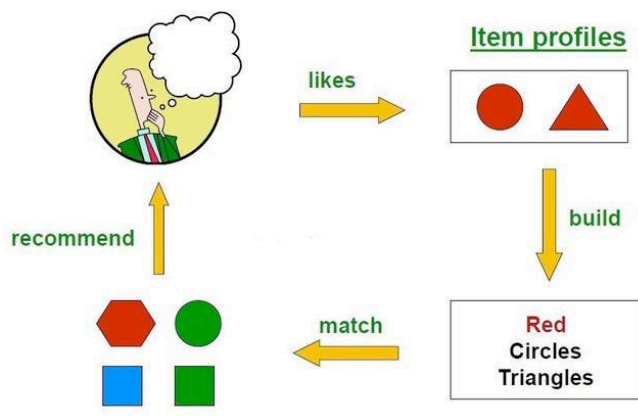 Item profiles
likes
build
recommend
match
Red
Circles
Triangles